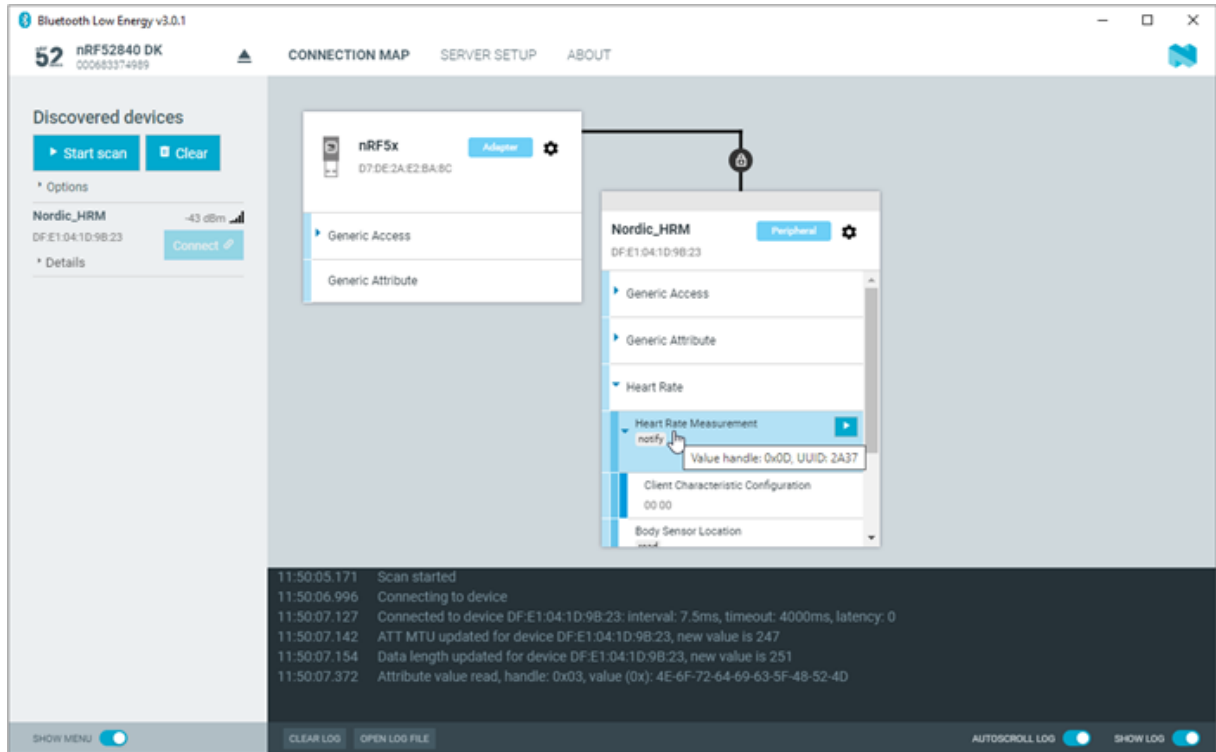 Bluetooth Low Energy v3.0.1
52
nRF52840 DK
000683374989
CONNECTION MAP
SERVER SETUP
ABOUT
Discovered devices
Start scan
Clear
Options
Nordic_HRM
-43 dBm
DF:E1:04:1D:9B:23
Connect
Details
nRF5x
Adapter
D7:DE:2A:E2:BA:8C
Generic Access
Generic Attribute
Nordic_HRM
Peripheral
DF:E1:04:1D:9B:23
Generic Access
Generic Attribute
Heart Rate
Heart Rate Measurement
notify
Value handle: 0x0D, UUID: 2A37
Client Characteristic Configuration
00 00
Body Sensor Location
read
11:50:05.171 Scan started
11:50:06.996 Connecting to device
11:50:07.127 Connected to device DF:E1:04:1D:9B:23: interval: 7.5ms, timeout: 4000ms, latency: 0
11:50:07.142 ATT MTU updated for device DF:E1:04:1D:9B:23, new value is 247
11:50:07.154 Data length updated for device DF:E1:04:1D:9B:23, new value is 251
11:50:07.372 Attribute value read, handle: 0x03, value (0x): 4E-6F-72-64-69-63-5F-48-52-4D
SHOW MENU
CLEAR LOG
OPEN LOG FILE
AUTOSCROLL LOG
SHOW LOG